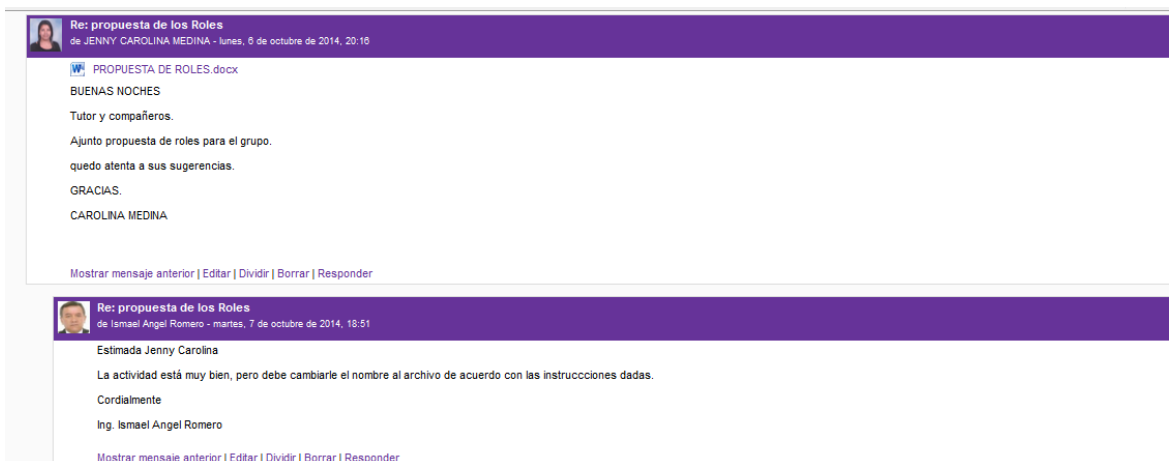 Re: propuesta de los Roles
de JENNY CAROLINA MEDINA - lunes, 6 de octubre de 2014, 20:16
PROPUESTA DE ROLES.docx
BUENAS NOCHES
Tutor y compañeros.
Ajunto propuesta de roles para el grupo.
quedo atenta a sus sugerencias.
GRACIAS.
CAROLINA MEDINA
Mostrar mensaje anterior | Editar | Dividir | Borrar | Responder
Re: propuesta de los Roles
de Ismael Angel Romero - martes, 7 de octubre de 2014, 18:51
Estimada Jenny Carolina
La actividad está muy bien, pero debe cambiarle el nombre al archivo de acuerdo con las instruccciones dadas.
Cordialmente
Ing. Ismael Angel Romero
Mostrar mensaje anterior | Editar | Dividir | Borrar | Responder